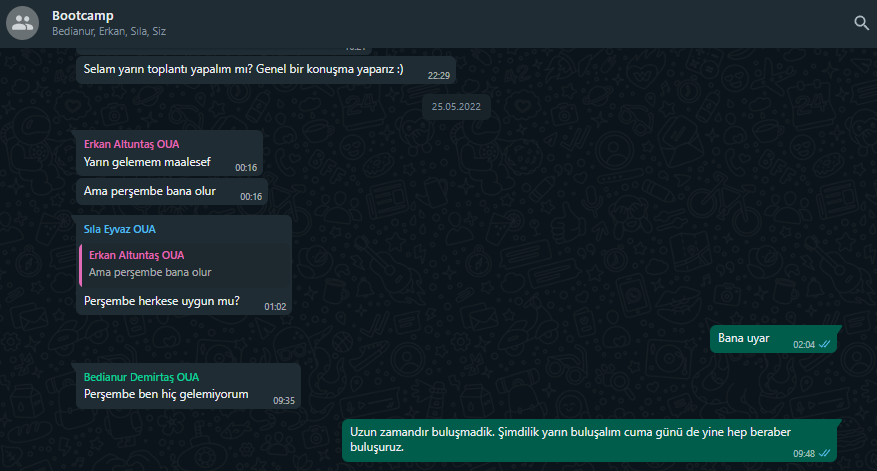 Bootcamp
Bedianur, Erkan, Sıla, Siz
Selam yarın toplantı yapalım mı? Genel bir konuşma yaparız :)
22:29
25.05.2022
Erkan Altuntaş OUA
Yarın gelemem maalesef
00:16
Ama perşembe bana olur
00:16
Sıla Eyvaz OUA
Erkan Altuntaş OUA
Ama perşembe bana olur
Perşembe herkese uygun mu?
01:02
Bana uyar
02:04
Bedianur Demirtaş OUA
Perşembe ben hiç gelemiyorum
09:35
Uzun zamandır buluşmadik. Şimdilik yarın buluşalım cuma günü de yine hep beraber
buluşuruz.
09:48